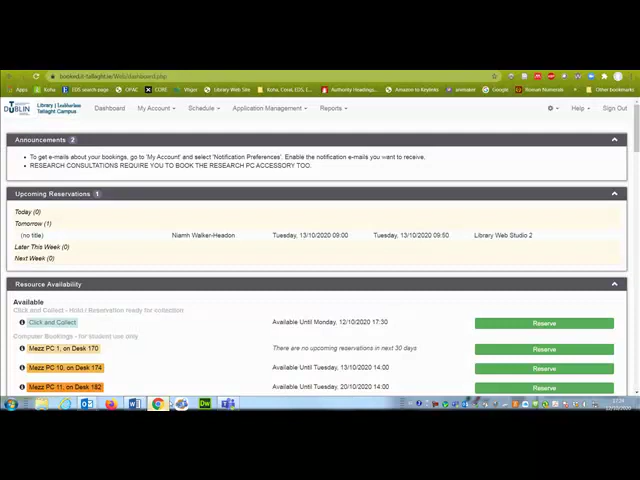 bookvd.it-tallaght.ie/Web/dashboard.php
Apps Koha EDS search page OPAC CORE Vfigor Library Web Site Koha, Coral, EDS, K... Authority Headings... Amazon to Keylinks animaker Google Roman Numerals
DUBLIN Library | Leabharlann
Tallaght Campus
Dashboard My Account Schedule Application Management Reports Help Sign Out
Announcements 2
To get e-mails about your bookings, go to 'My Account' and select 'Notification Preferences'. Enable the notification e-mails you want to receive,
RESEARCH CONSULTATIONS REQUIRE YOU TO BOOK THE RESEARCH PC ACCESSORY TOO.
Upcoming Reservations 1
Today (0)
Tomorrow (1)
(no title) Niamh Walker-Headon Tuesday, 13/10/2020 09:00 Tuesday, 13/10/2020 09:50 Library Web Studio 2
Later This Week (0)
Next Week (0)
Resource Availability
Available
Click and Collect - Hold / Reservation ready for collection
Click and Collect Available Until Monday, 12/10/2020 17:30 Reserve
Computer Bookings - for student use only
Mezz PC 1, on Desk 170 There are no upcoming reservations in next 30 days Reserve
Mezz PC 10, on Desk 174 Available Until Tuesday, 13/10/2020 14:00 Reserve
Mezz PC 11, on Desk 182 Available Until Tuesday, 20/10/2020 14:00 Reserve